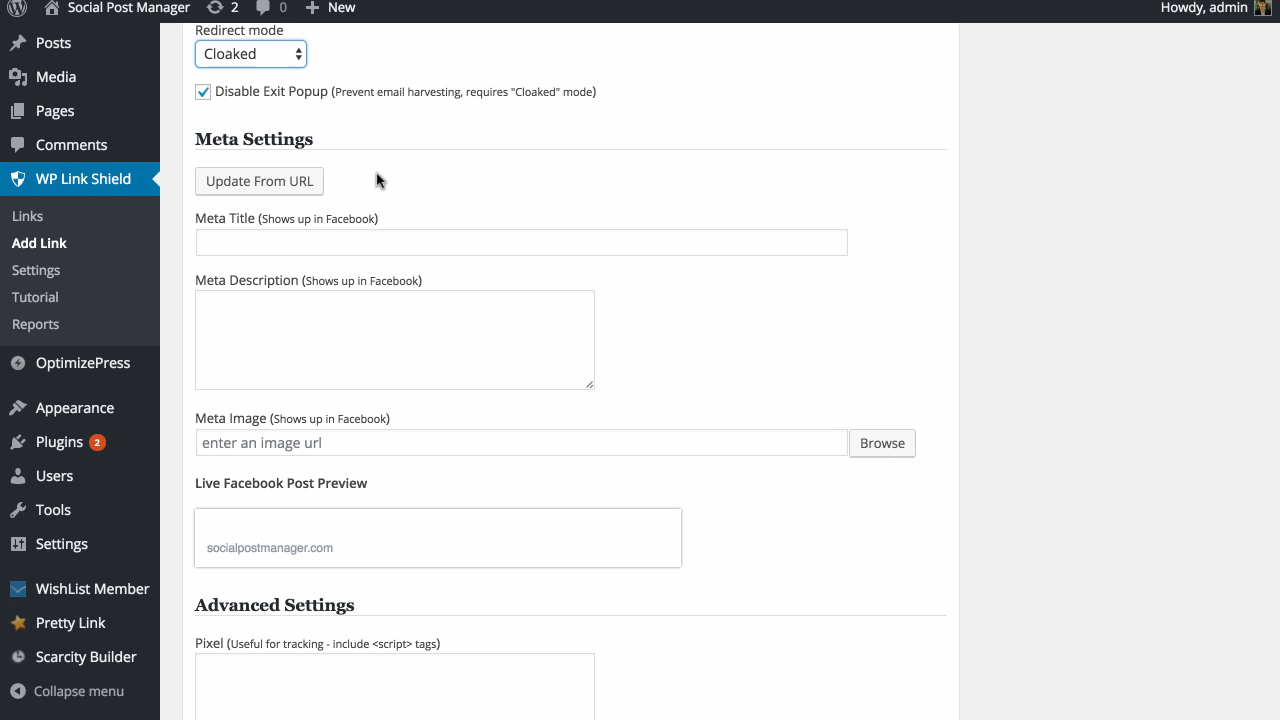 Social Post Manager 2 0 New Howdy, admin
Posts
Media
Pages
Comments
WP Link Shield
Links
Add Link
Settings
Tutorial
Reports
OptimizePress
Appearance
Plugins 2
Users
Tools
Settings
WishList Member
Pretty Link
Scarcity Builder
Collapse menu
Redirect mode
Cloaked
Disable Exit Popup (Prevent email harvesting, requires "Cloaked" mode)
Meta Settings
Update From URL
Meta Title (Shows up in Facebook)
Meta Description (Shows up in Facebook)
Meta Image (Shows up in Facebook)
enter an image url Browse
Live Facebook Post Preview
socialpostmanager.com
Advanced Settings
Pixel (Useful for tracking - include <script> tags)